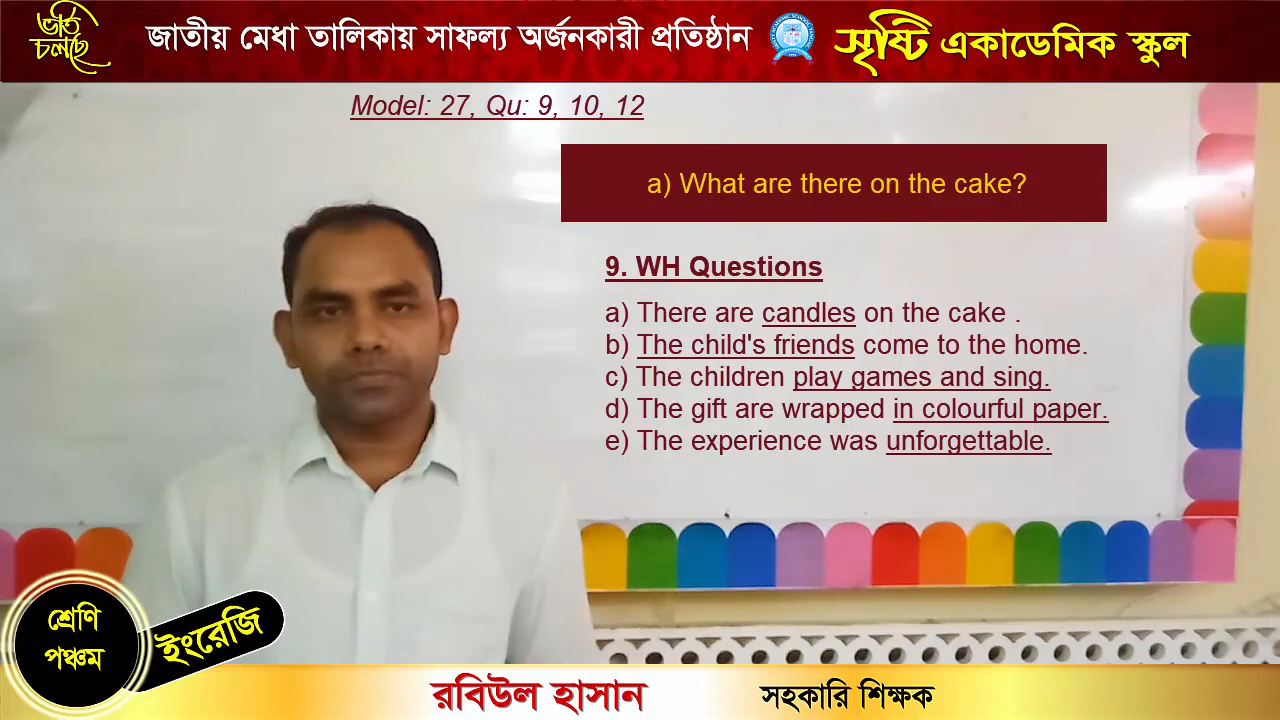 ভর্তি চলছে
জাতীয় মেধা তালিকায় সাফল্য অর্জনকারী প্রতিষ্ঠান
সৃষ্টি একাডেমিক স্কুল
Model: 27, Qu: 9, 10, 12
a) What are there on the cake?
9. WH Questions
a) There are candles on the cake .
b) The child's friends come to the home.
c) The children play games and sing.
d) The gift are wrapped in colourful paper.
e) The experience was unforgettable.
শ্রেণি
পঞ্চম
ইংরেজি
রবিউল হাসান
সহকারি শিক্ষক